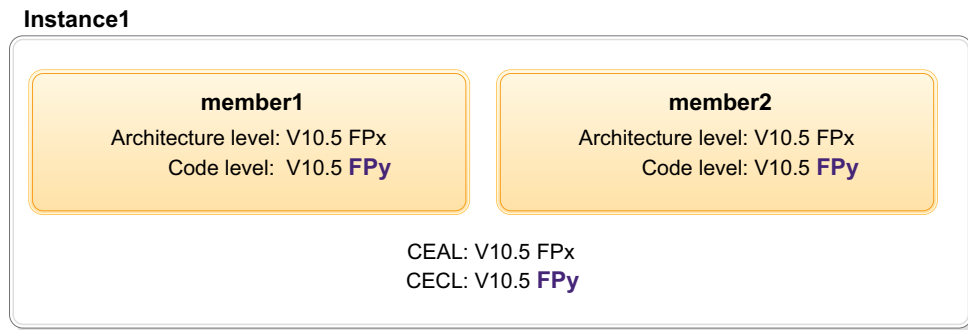 Instance1
member1
Architecture level: V10.5 FPx
Code level: V10.5 FPy
member2
Architecture level: V10.5 FPx
Code level: V10.5 FPy
CEAL: V10.5 FPx
CECL: V10.5 FPy